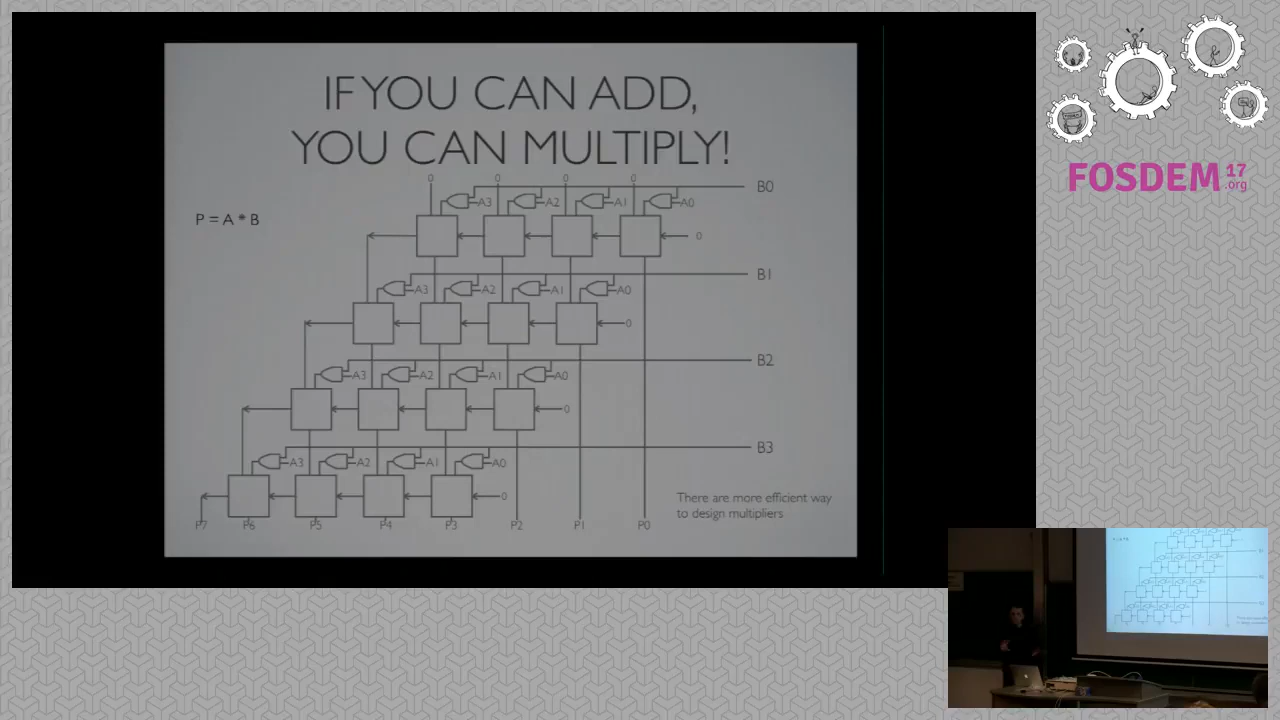 IF YOU CAN ADD,
YOU CAN MULTIPLY!
P = A * B
0 0 0 0
B0
A3 A2 A1 A0
0
B1
A3 A2 A1 A0
0
B2
A3 A2 A1 A0
0
B3
A3 A2 A1 A0
0
P7 P6 P5 P4 P3 P2 P1 P0
There are more efficient way
to design multipliers
FOSDEM 17
.org